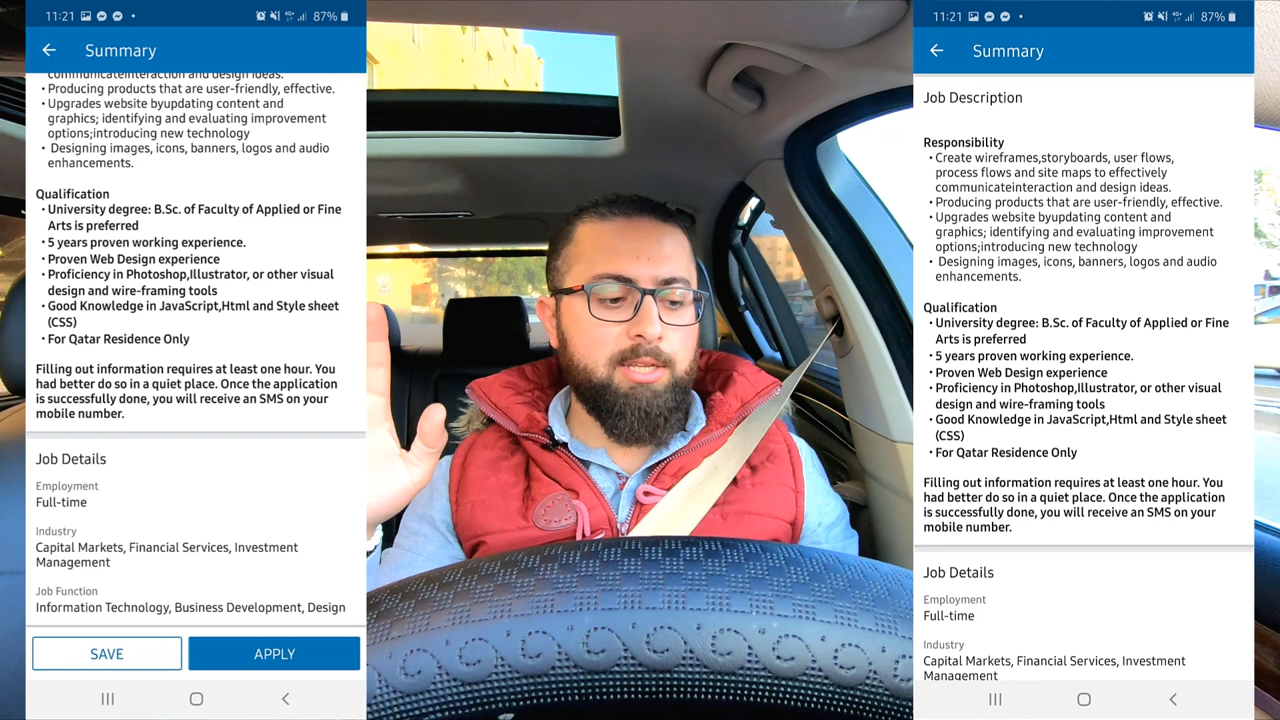 11:21
4G+
87%
Summary
communicateinteraction and design ideas.
• Producing products that are user-friendly, effective.
• Upgrades website byupdating content and
graphics; identifying and evaluating improvement
options;introducing new technology
• Designing images, icons, banners, logos and audio
enhancements.
Qualification
• University degree: B.Sc. of Faculty of Applied or Fine
Arts is preferred
• 5 years proven working experience.
• Proven Web Design experience
• Proficiency in Photoshop,Illustrator, or other visual
design and wire-framing tools
• Good Knowledge in JavaScript,Html and Style sheet
(CSS)
• For Qatar Residence Only
Filling out information requires at least one hour. You
had better do so in a quiet place. Once the application
is successfully done, you will receive an SMS on your
mobile number.
Job Details
Employment
Full-time
Industry
Capital Markets, Financial Services, Investment
Management
Job Function
Information Technology, Business Development, Design
SAVE
APPLY
11:21
4G+
87%
Summary
Job Description
Responsibility
• Create wireframes,storyboards, user flows,
process flows and site maps to effectively
communicateinteraction and design ideas.
• Producing products that are user-friendly, effective.
• Upgrades website byupdating content and
graphics; identifying and evaluating improvement
options;introducing new technology
• Designing images, icons, banners, logos and audio
enhancements.
Qualification
• University degree: B.Sc. of Faculty of Applied or Fine
Arts is preferred
• 5 years proven working experience.
• Proven Web Design experience
• Proficiency in Photoshop,Illustrator, or other visual
design and wire-framing tools
• Good Knowledge in JavaScript,Html and Style sheet
(CSS)
• For Qatar Residence Only
Filling out information requires at least one hour. You
had better do so in a quiet place. Once the application
is successfully done, you will receive an SMS on your
mobile number.
Job Details
Employment
Full-time
Industry
Capital Markets, Financial Services, Investment
Management